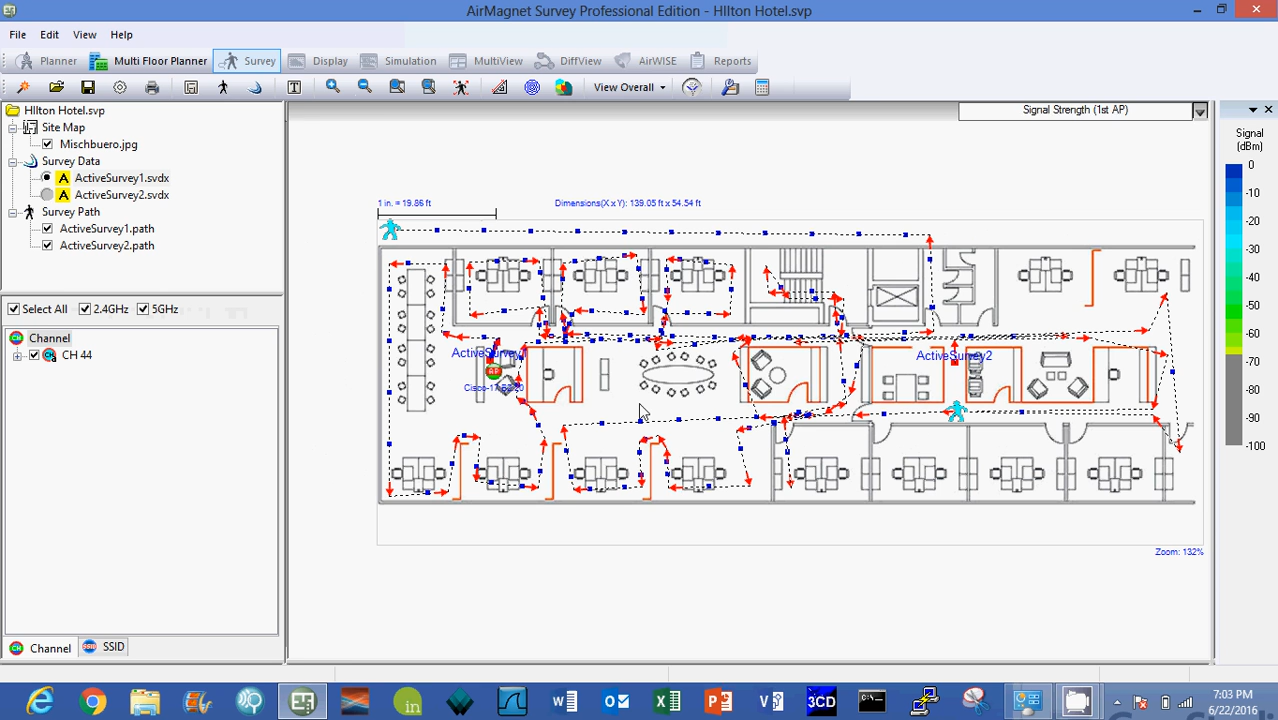 AirMagnet Survey Professional Edition - HIlton Hotel.svp
File Edit View Help
Planner Multi Floor Planner Survey Display Simulation MultiView DiffView AirWISE Reports
View Overall
HIlton Hotel.svp
Site Map
Mischbuero.jpg
Survey Data
ActiveSurvey1.svdx
ActiveSurvey2.svdx
Survey Path
ActiveSurvey1.path
ActiveSurvey2.path
Select All 2.4GHz 5GHz
Channel
CH 44
Channel SSID
Signal Strength (1st AP)
1 in. = 19.86 ft Dimensions(X x Y): 139.05 ft x 54.54 ft
ActiveSurvey1
ActiveSurvey2
AP
Zoom: 132%
Signal
(dBm)
0
-10
-20
-30
-40
-50
-60
-70
-80
-90
-100
7:03 PM
6/22/2016